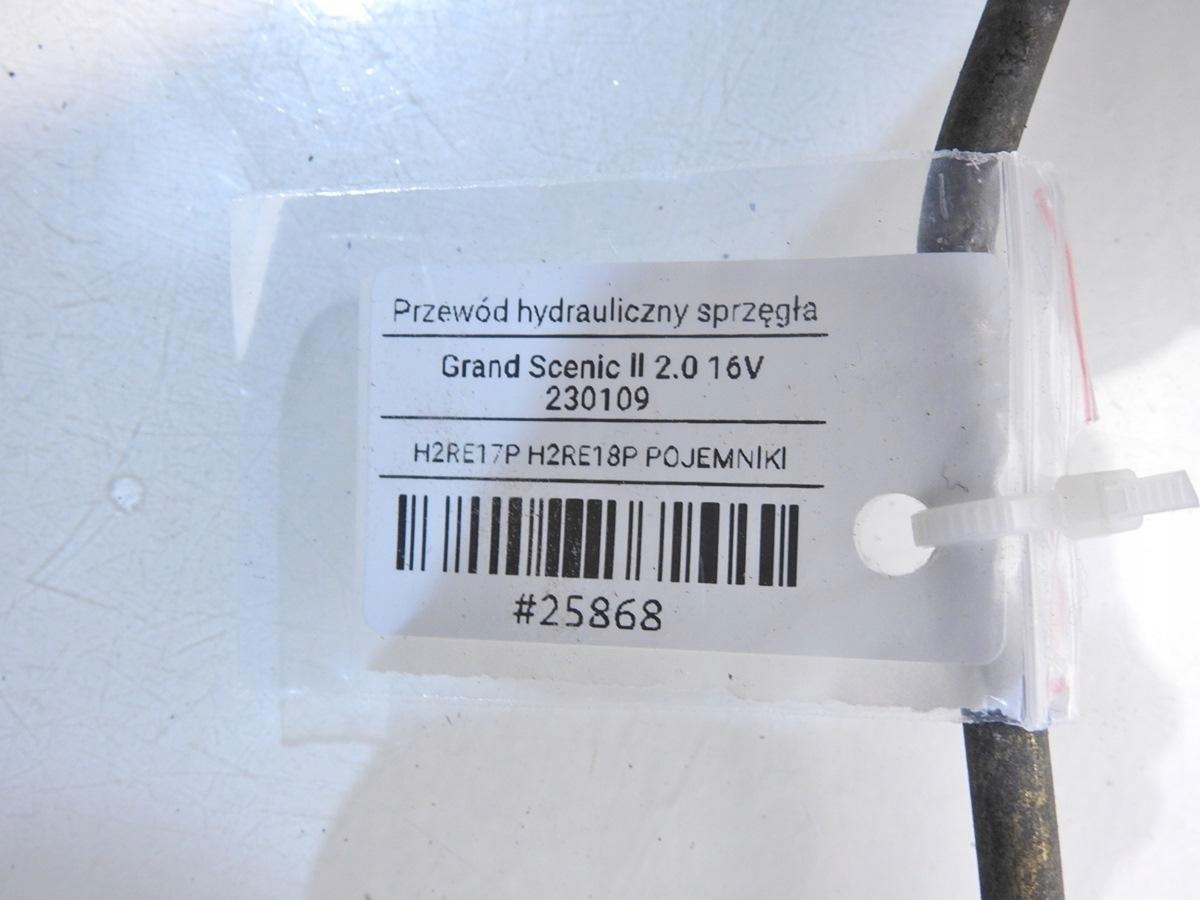 Przewód hydrauliczny sprzęgła
Grand Scenic II 2.0 16V
230109
H2RE17P H2RE18P POJEMNIKI
#25868